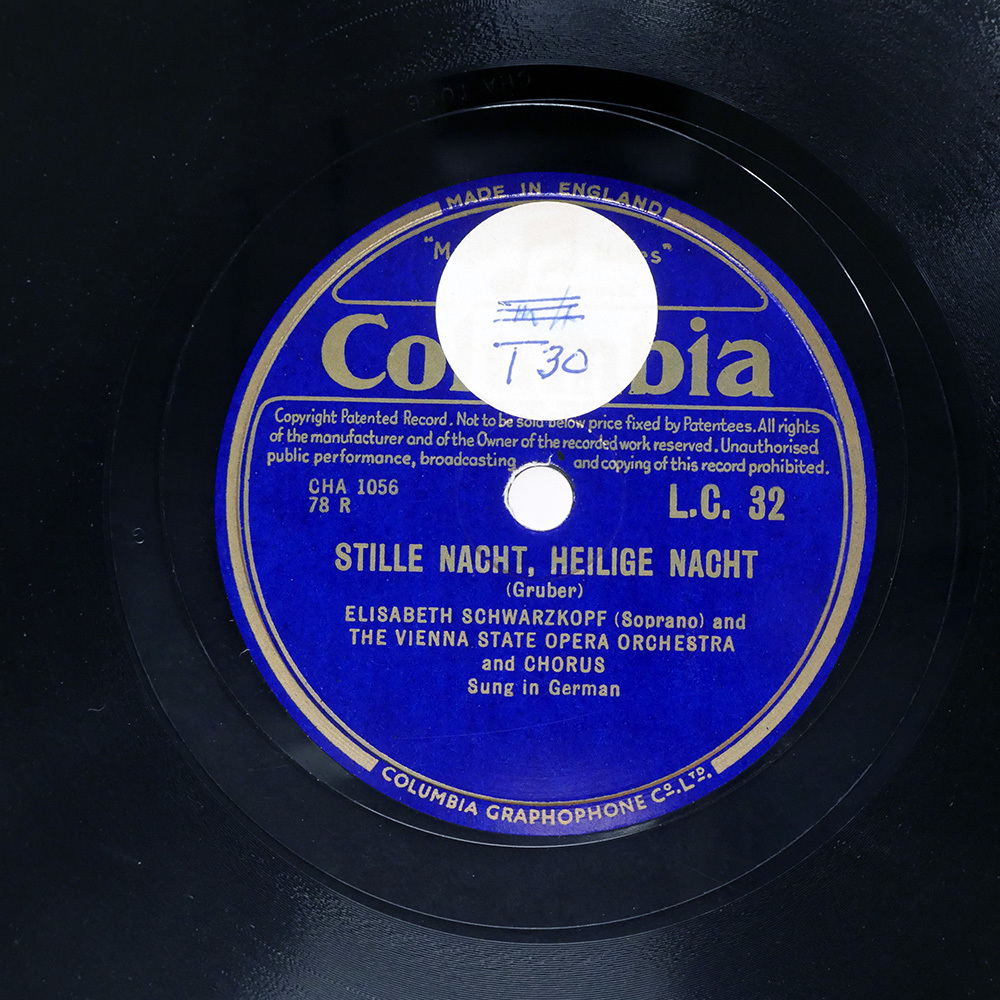 CHA 1056
MADE IN ENGLAND
T30
Copyright Patented Record. Not to be sold below price fixed by Patentees. All rights
of the manufacturer and of the Owner of the recorded work reserved. Unauthorised
public performance, broadcasting and copying of this record prohibited.
CHA 1056
78 R
L.C. 32
STILLE NACHT, HEILIGE NACHT
(Gruber)
ELISABETH SCHWARZKOPF (Soprano) and
THE VIENNA STATE OPERA ORCHESTRA
and CHORUS
Sung in German
COLUMBIA GRAPHOPHONE Co. LTD.